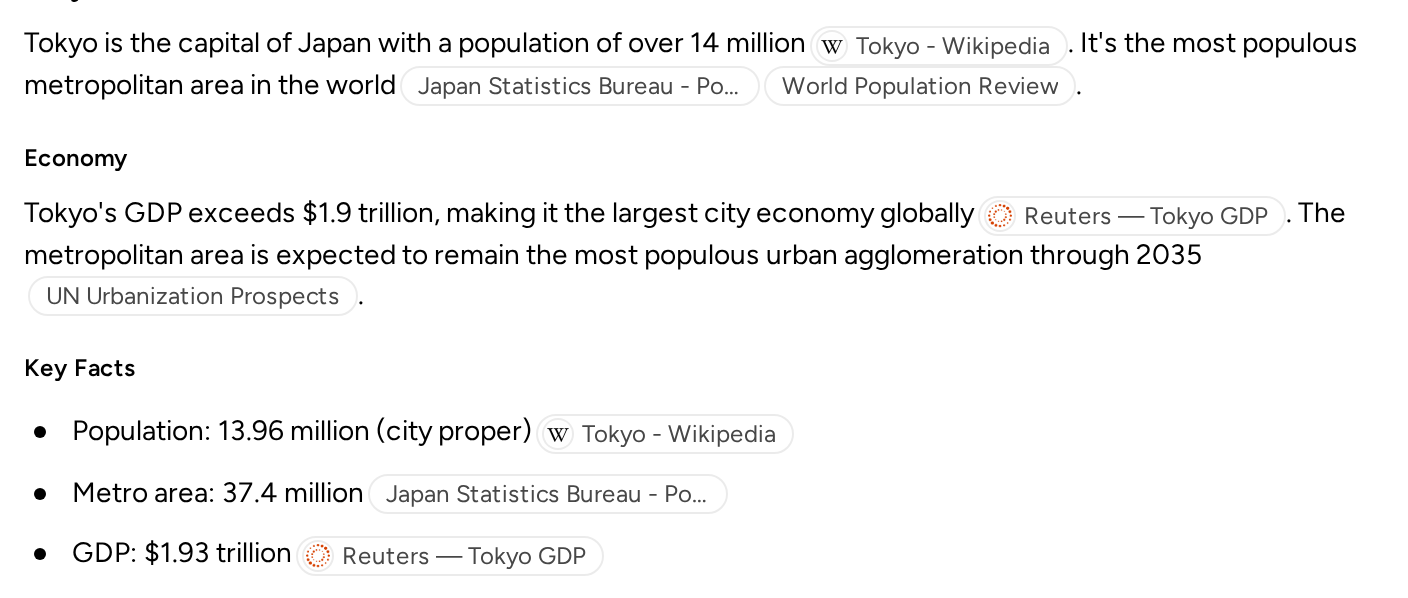 Tokyo is the capital of Japan with a population of over 14 million W Tokyo - Wikipedia . It's the most populous
metropolitan area in the world Japan Statistics Bureau - Po... World Population Review .
Economy
Tokyo's GDP exceeds $1.9 trillion, making it the largest city economy globally Reuters — Tokyo GDP . The
metropolitan area is expected to remain the most populous urban agglomeration through 2035
UN Urbanization Prospects .
Key Facts
● Population: 13.96 million (city proper) W Tokyo - Wikipedia
● Metro area: 37.4 million Japan Statistics Bureau - Po...
● GDP: $1.93 trillion Reuters — Tokyo GDP